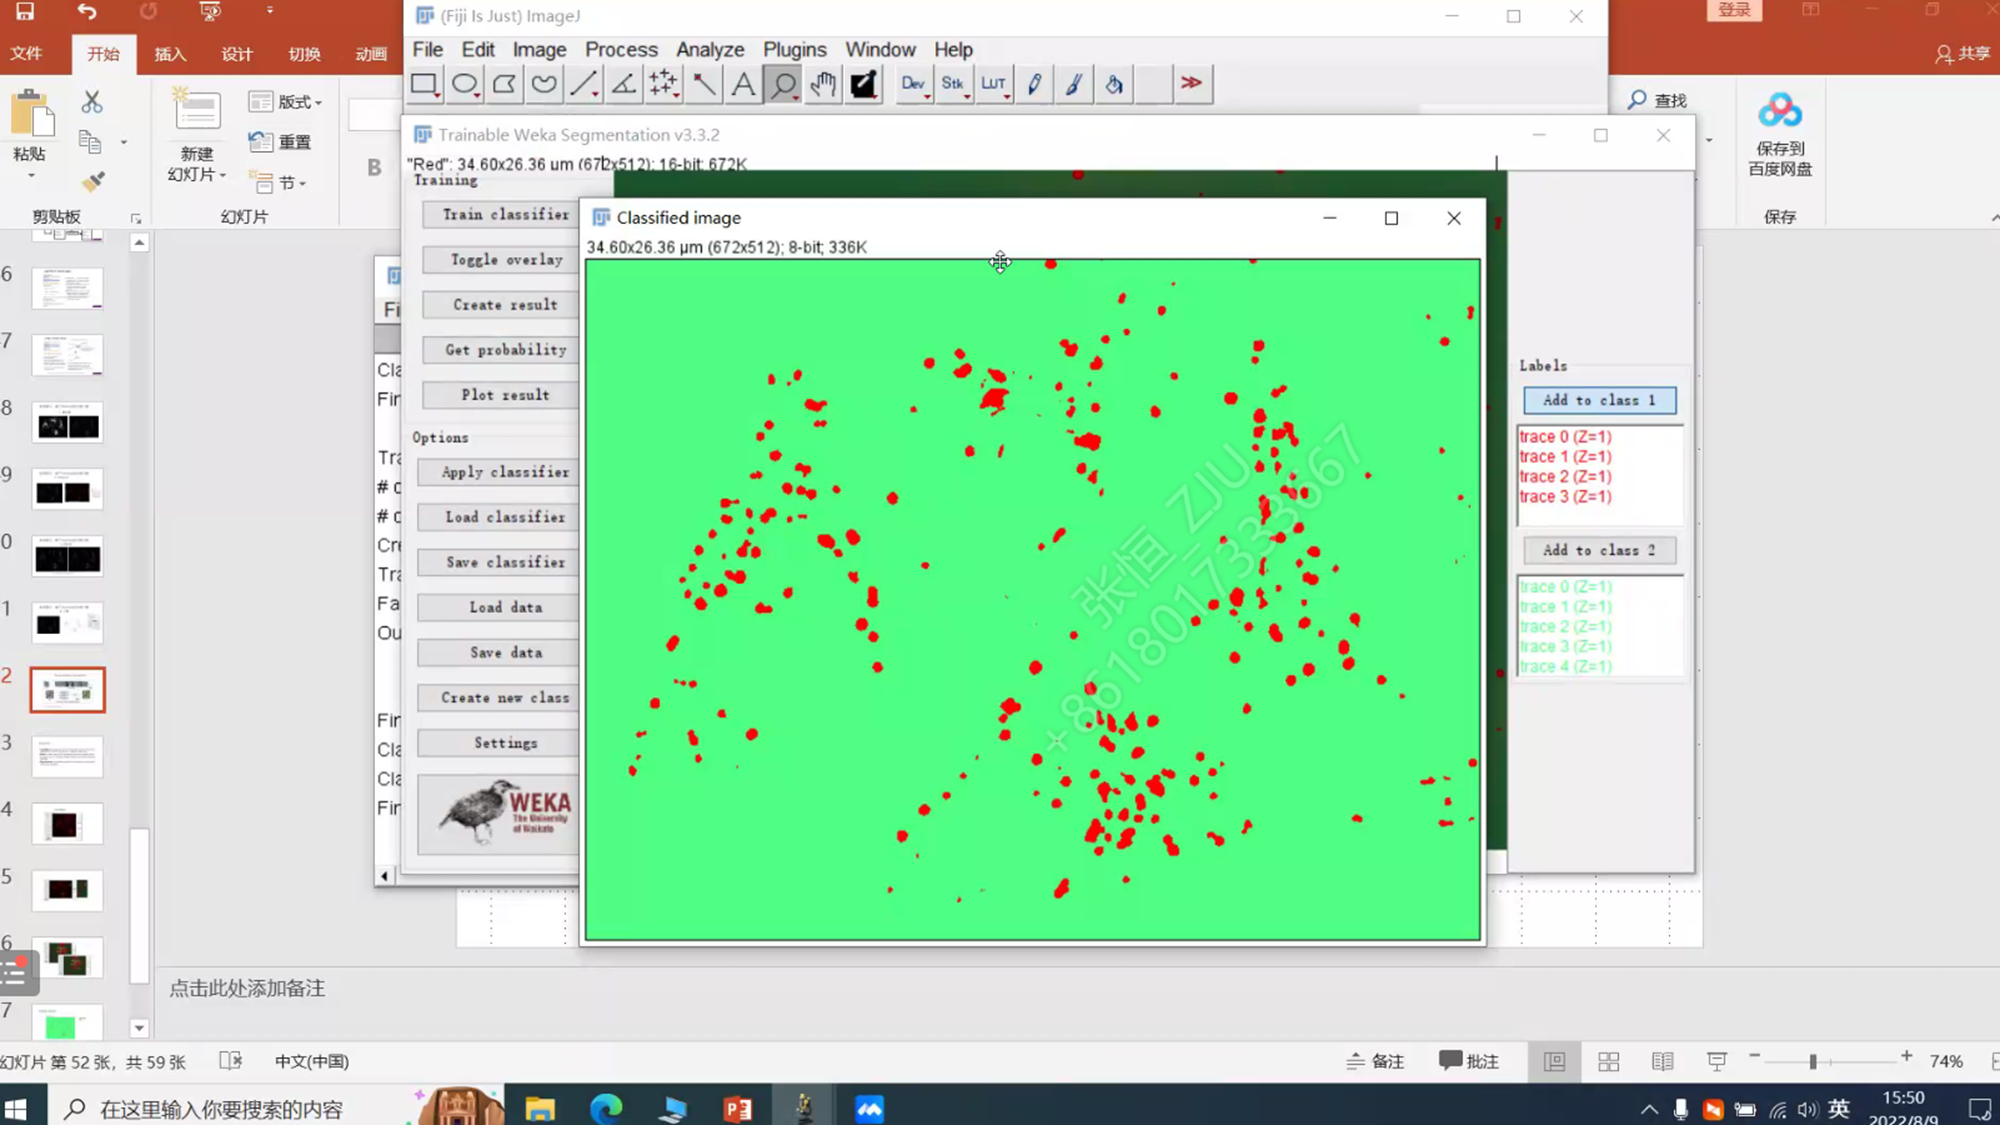 (Fiji Is Just) ImageJ
登录
文件
开始
插入
设计
切换
动画
File Edit Image Process Analyze Plugins Window Help
共享
Dev Stk LUT
粘贴
新建
幻灯片
版式
重置
节
剪贴板
幻灯片
B
查找
保存到
百度网盘
保存
Trainable Weka Segmentation v3.3.2
"Red": 34.60x26.36 um (672x512); 16-bit; 672K
Training
Train classifier
Toggle overlay
Create result
Get probability
Plot result
Options
Apply classifier
Load classifier
Save classifier
Load data
Save data
Create new class
Settings
WEKA
The University
of Waikato
Classified image
34.60x26.36 µm (672x512); 8-bit; 336K
张恒 ZJU
+8618017333667
Labels
Add to class 1
trace 0 (Z=1)
trace 1 (Z=1)
trace 2 (Z=1)
trace 3 (Z=1)
Add to class 2
trace 0 (Z=1)
trace 1 (Z=1)
trace 2 (Z=1)
trace 3 (Z=1)
trace 4 (Z=1)
Fi
Cla
Fin
Tra
# c
# c
Cre
Tra
Fa
Ou
Fin
Cla
Cla
Fin
6
7
8
9
0
1
2
3
4
5
6
7
点击此处添加备注
幻灯片 第 52 张，共 59 张
中文(中国)
备注
批注
74%
在这里输入你要搜索的内容
英
15:50
2022/8/9